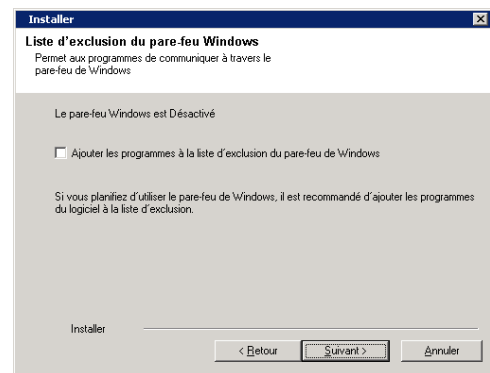 Installer
Liste d'exclusion du pare-feu Windows
Permet aux programmes de communiquer à travers le
pare-feu de Windows
Le pare-feu Windows est Désactivé
Ajouter les programmes à la liste d'exclusion du pare-feu de Windows
Si vous planifiez d'utiliser le pare-feu de Windows, il est recommandé d'ajouter les programmes
du logiciel à la liste d'exclusion.
Installer
< Retour
Suivant >
Annuler